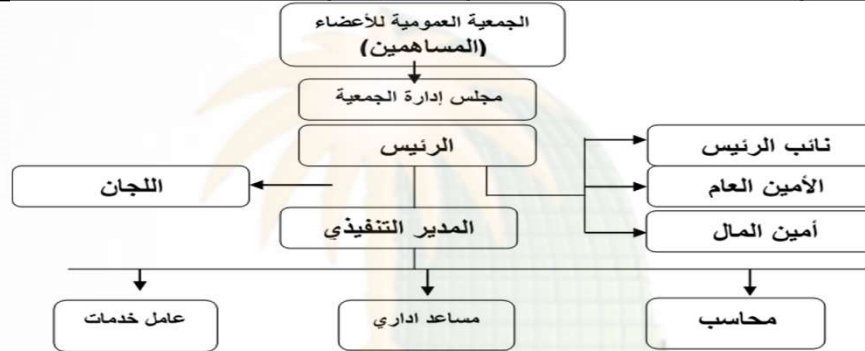 الجمعية العمومية للأعضاء
(المساهمين)
مجلس إدارة الجمعية
الرئيس
نائب الرئيس
الأمين العام
اللجان
أمين المال
المدير التنفيذي
محاسب
مساعد اداري
عامل خدمات